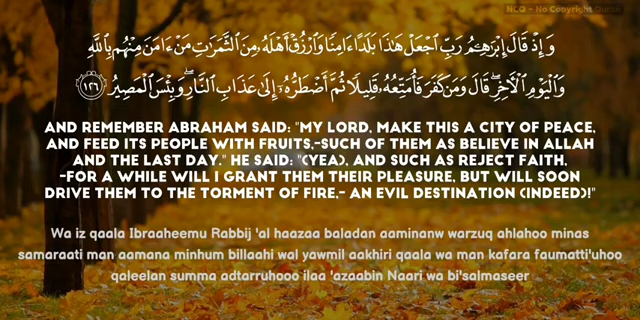 NCQ - No Copyright Quran
وَإِذْ قَالَ إِبْرَٰهِـۧمُ رَبِّ ٱجْعَلْ هَـٰذَا بَلَدًا ءَامِنًا وَٱرْزُقْ أَهْلَهُۥ مِنَ ٱلثَّمَرَٰتِ مَنْ ءَامَنَ مِنْهُم بِٱللَّهِ
وَٱلْيَوْمِ ٱلْـَٔاخِرِ ۖ قَالَ وَمَن كَفَرَ فَأُمَتِّعُهُۥ قَلِيلًا ثُمَّ أَضْطَرُّهُۥٓ إِلَىٰ عَذَابِ ٱلنَّارِ ۖ وَبِئْسَ ٱلْمَصِيرُ ١٢٦
AND REMEMBER ABRAHAM SAID: "MY LORD, MAKE THIS A CITY OF PEACE,
AND FEED ITS PEOPLE WITH FRUITS,-SUCH OF THEM AS BELIEVE IN ALLAH
AND THE LAST DAY." HE SAID: "(YEA), AND SUCH AS REJECT FAITH,
-FOR A WHILE WILL I GRANT THEM THEIR PLEASURE, BUT WILL SOON
DRIVE THEM TO THE TORMENT OF FIRE,- AN EVIL DESTINATION (INDEED)!"
Wa iz qaala Ibraaheemu Rabbij 'al haazaa baladan aaminanw warzuq ahlahoo minas
samaraati man aamana minhum billaahi wal yawmil aakhiri qaala wa man kafara faumatti'uhoo
qaleelan summa adtarruhooo ilaa 'azaabin Naari wa bi'salmaseer